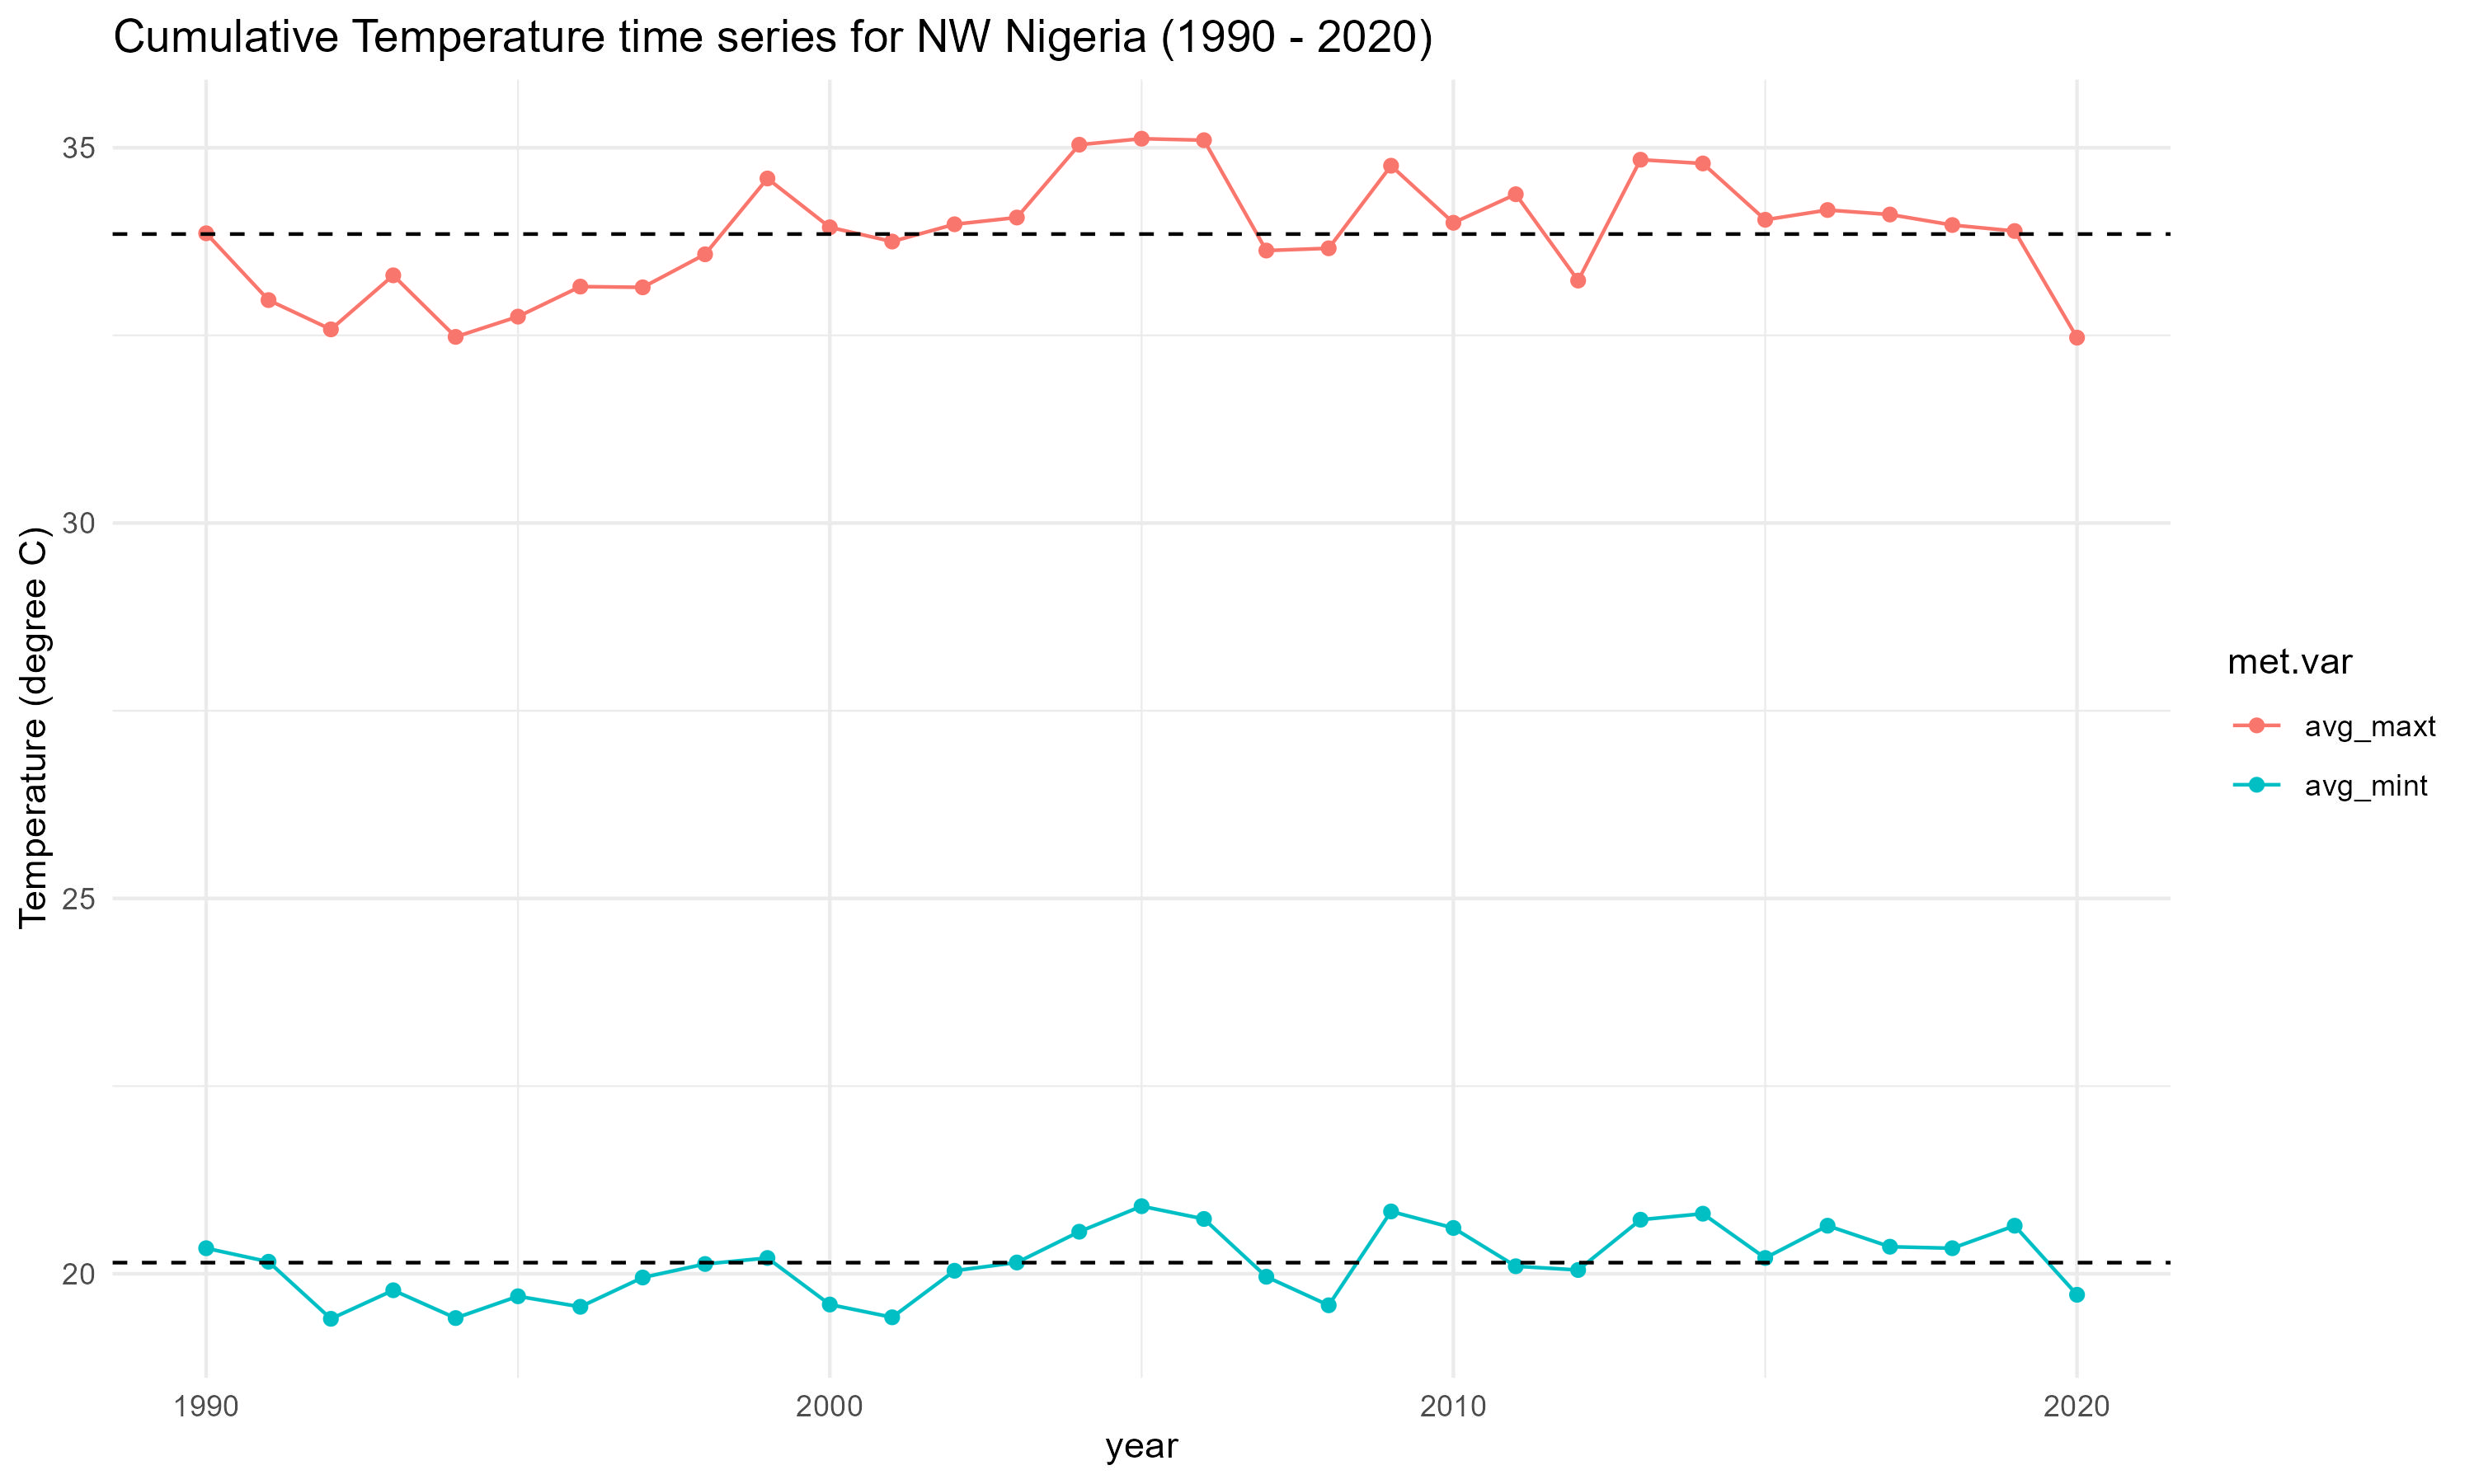 Cumulative Temperature time series for NW Nigeria (1990 - 2020)
Temperature (degree C)
35
30
25
20
1990
2000
2010
2020
year
met.var
avg_maxt
avg_mint